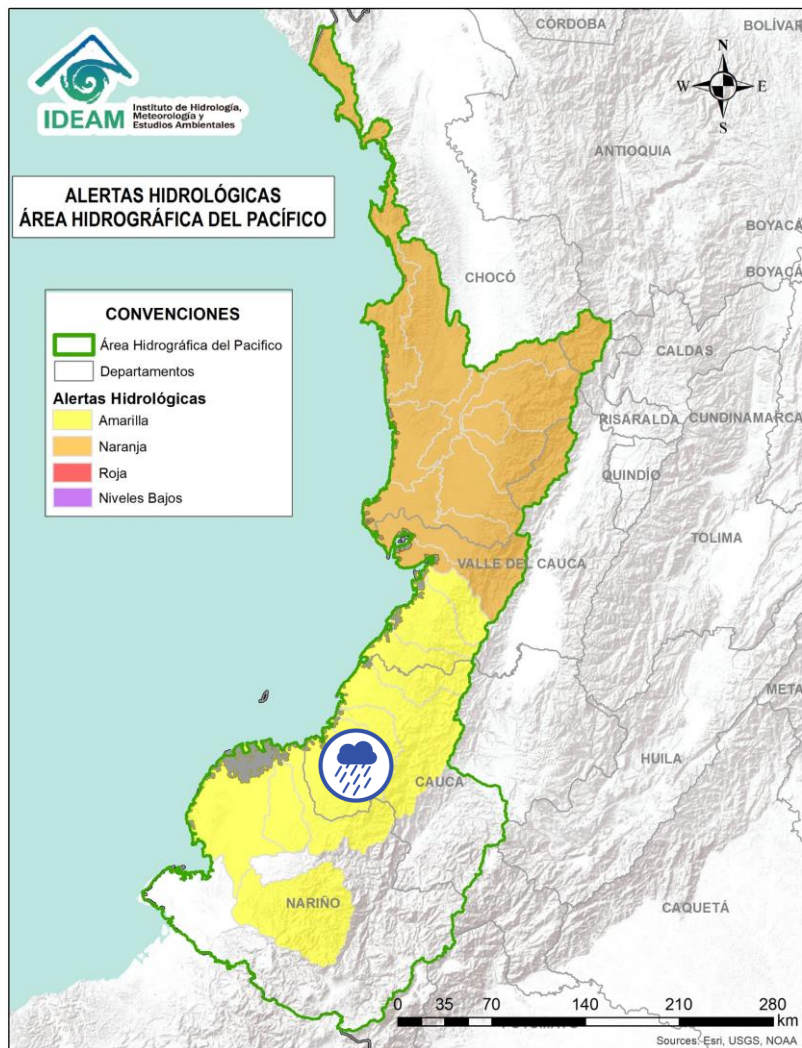 CÓRDOBA
BOLÍVAR
N
W
E
S
IDEAM
Instituto de Hidrología,
Meteorología y
Estudios Ambientales
ANTIOQUIA
ALERTAS HIDROLÓGICAS
ÁREA HIDROGRÁFICA DEL PACÍFICO
BOYACÁ
BOYACÁ
CHOCÓ
CONVENCIONES
Área Hidrográfica del Pacifico
Departamentos
Alertas Hidrológicas
Amarilla
Naranja
Roja
Niveles Bajos
CALDAS
RISARALDA
CUNDINAMARCA
QUINDÍO
TOLIMA
VALLE DEL CAUCA
META
HUILA
CAUCA
NARIÑO
CAQUETÁ
0 35 70 140 210 280
km
Sources: Esri, USGS, NOAA